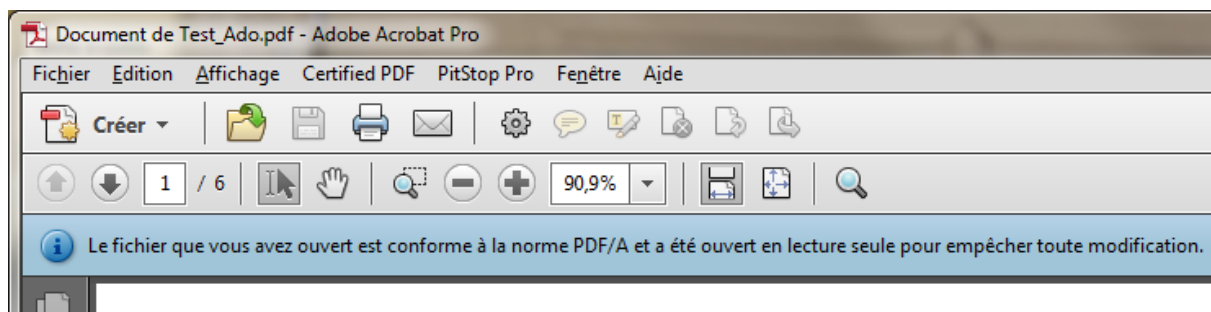 Document de Test_Ado.pdf - Adobe Acrobat Pro
Fichier Edition Affichage Certified PDF PitStop Pro Fenêtre Aide
Créer
1 / 6 90,9%
Le fichier que vous avez ouvert est conforme à la norme PDF/A et a été ouvert en lecture seule pour empêcher toute modification.